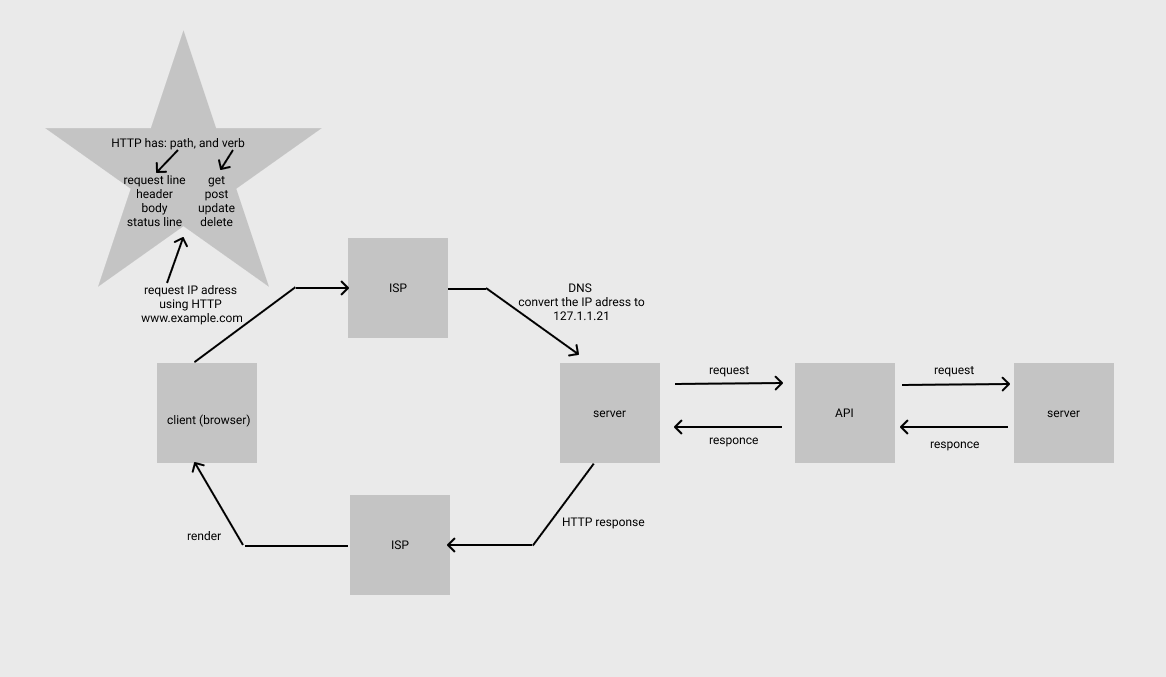 HTTP has: path, and verb
request line
header
body
status line
get
post
update
delete
request IP adress
using HTTP
www.example.com
ISP
DNS
convert the IP adress to
127.1.1.21
client (browser)
server
request
responce
API
request
responce
server
HTTP response
ISP
render